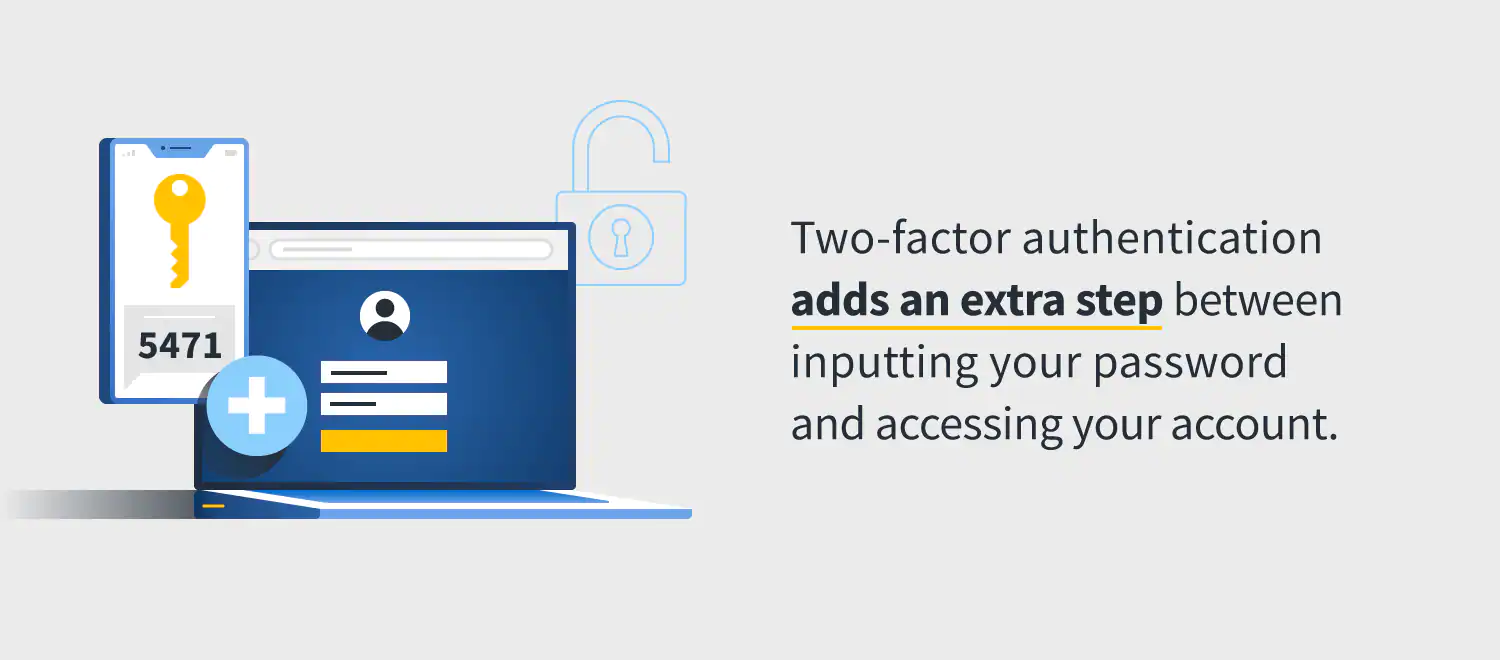 5471
Two-factor authentication
adds an extra step between
inputting your password
and accessing your account.